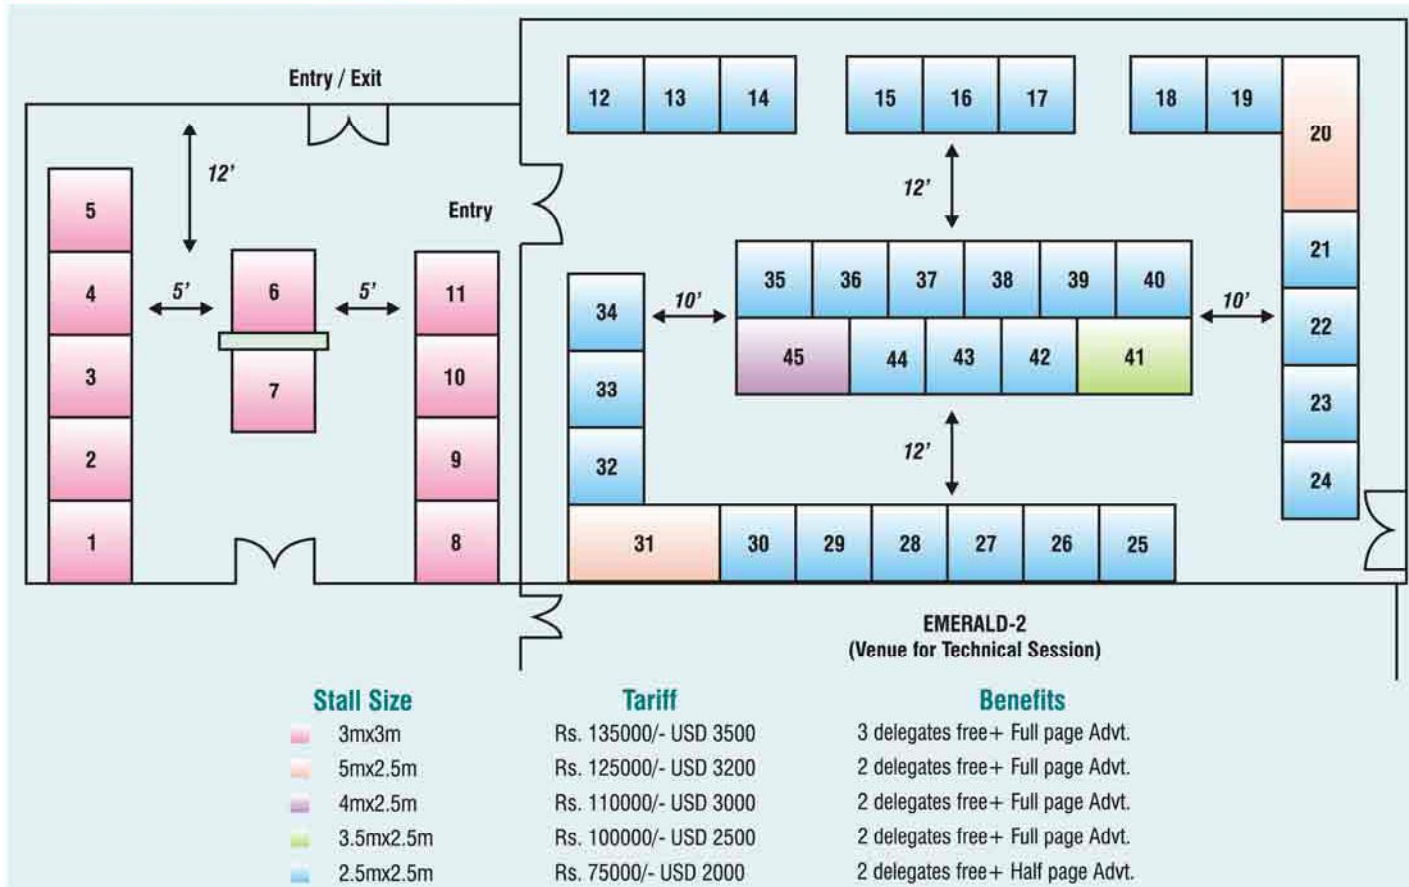 Entry / Exit
12 13 14 15 16 17 18 19 20
12’
12’
5
Entry
21
4 5’ 6 5’ 11
35 36 37 38 39 40
34 10’ 10’
22
3 7 10
45 44 43 42 41
33
23
2 9
12’
32
24
1 8
31 30 29 28 27 26 25
EMERALD-2
(Venue for Technical Session)
Stall Size Tariff Benefits
3mx3m Rs. 135000/- USD 3500 3 delegates free+ Full page Advt.
5mx2.5m Rs. 125000/- USD 3200 2 delegates free+ Full page Advt.
4mx2.5m Rs. 110000/- USD 3000 2 delegates free+ Full page Advt.
3.5mx2.5m Rs. 100000/- USD 2500 2 delegates free+ Full page Advt.
2.5mx2.5m Rs. 75000/- USD 2000 2 delegates free+ Half page Advt.